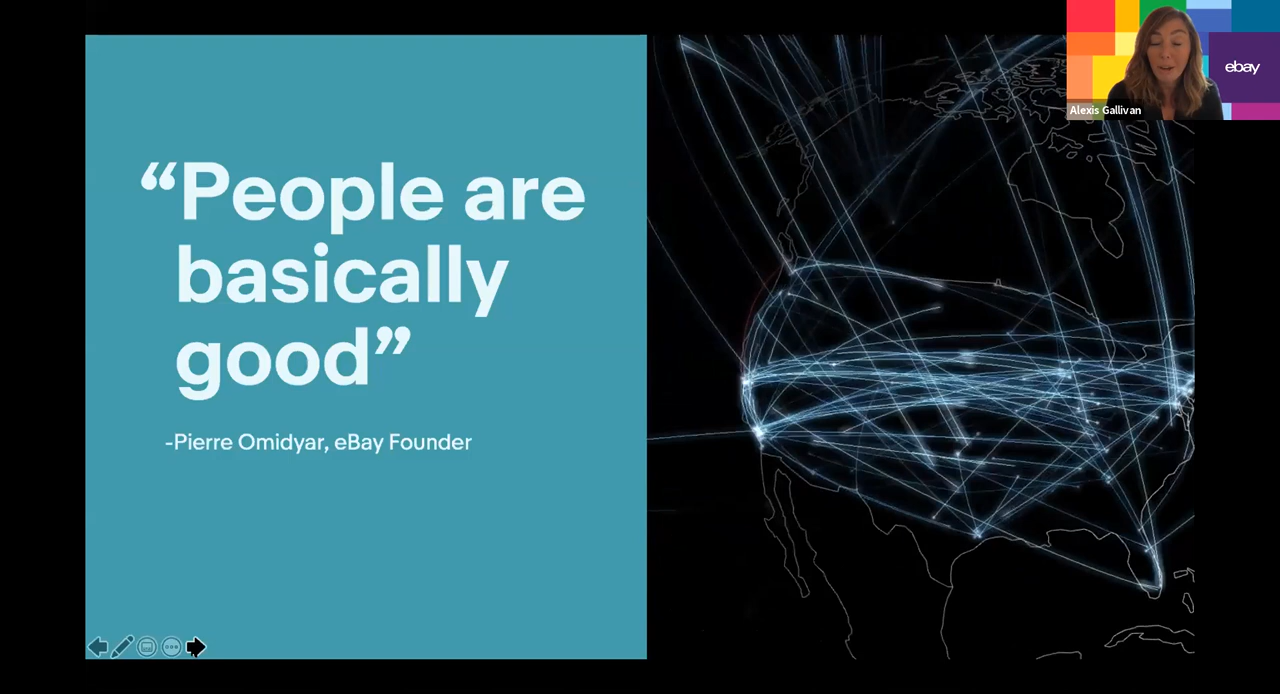 “People are
basically
good”
-Pierre Omidyar, eBay Founder
ebay
Alexis Gallivan